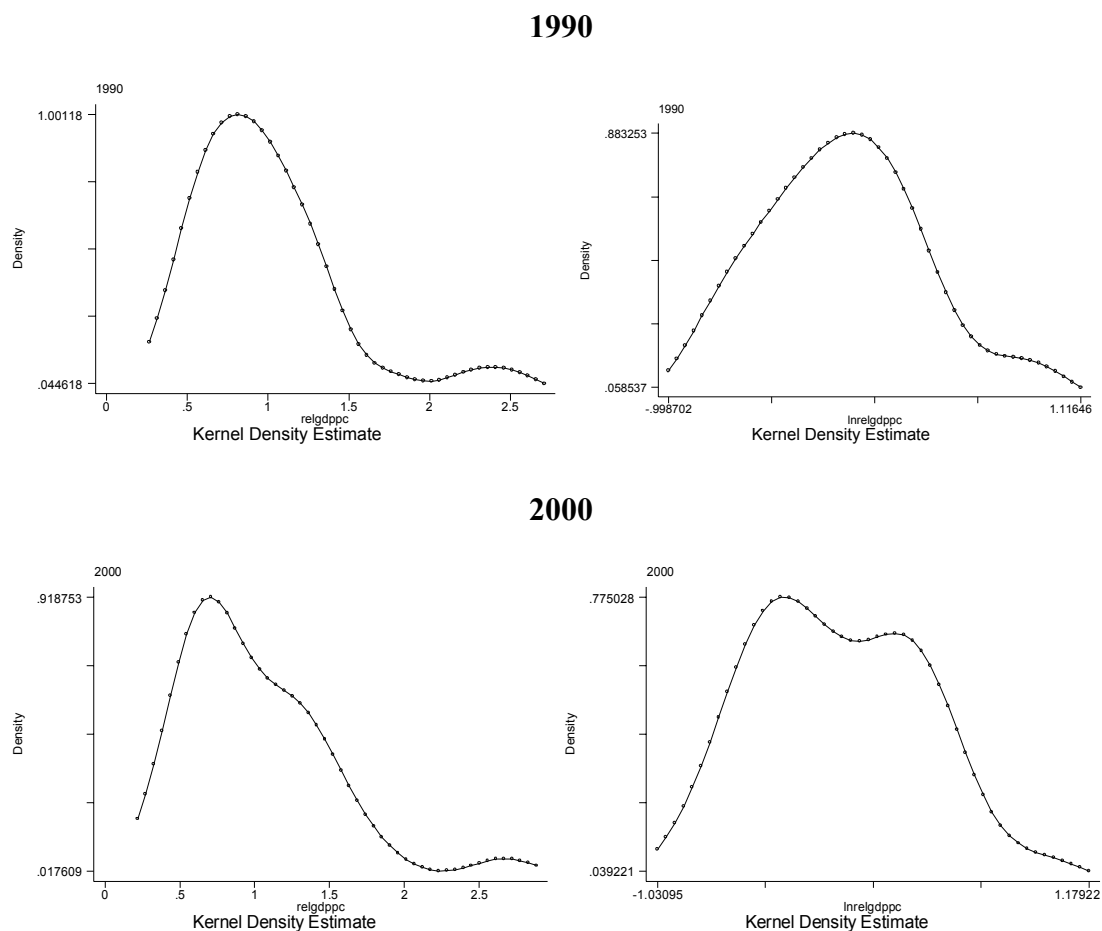 1990
1990
1.00118
Density
.044618
0 .5 1 1.5 2 2.5
relgdppc
Kernel Density Estimate
1990
.883253
Density
.058537
-.998702 1.11646
lnrelgdppc
Kernel Density Estimate
2000
2000
.918753
Density
.017609
0 .5 1 1.5 2 2.5
relgdppc
Kernel Density Estimate
2000
.775028
Density
.039221
-1.03095 1.17922
lnrelgdppc
Kernel Density Estimate